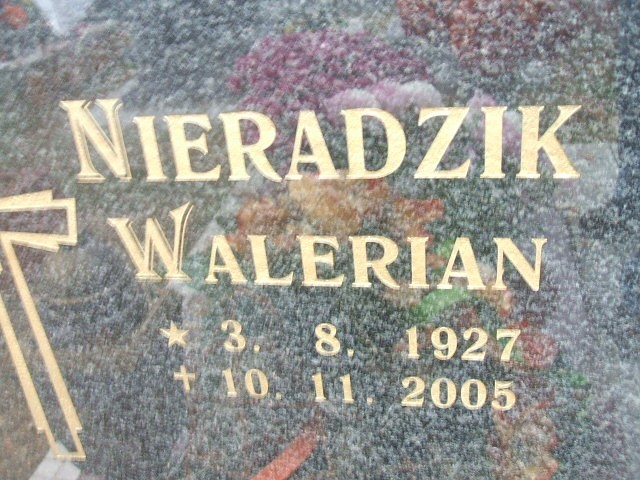 NIERADZIK
WALERIAN
★ 3. 8. 1927
✝ 10. 11. 2005